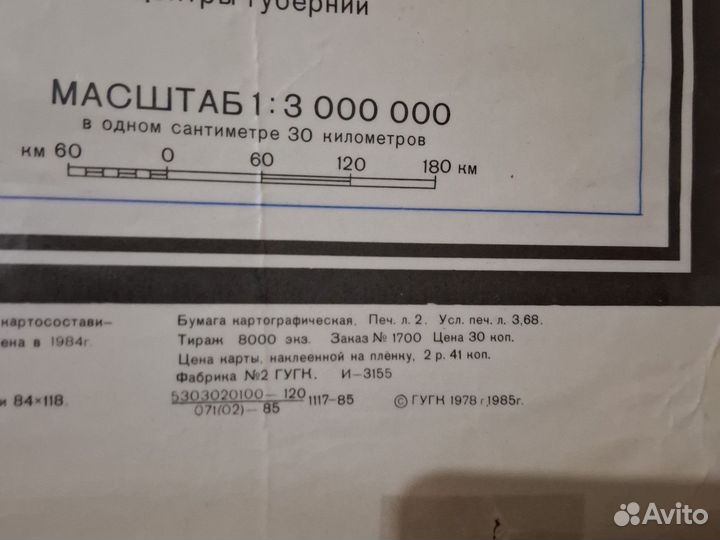 центры губерний
МАСШТАБ 1:3 000 000
в одном сантиметре 30 километров
км 60 0 60 120 180 км
картосостави-
ена в 1984г.
и 84×118.
Бумага картографическая. Печ. л. 2. Усл. печ. л. 3,68.
Тираж 8000 экз. Заказ № 1700 Цена 30 коп.
Цена карты, наклеенной на плёнку, 2 р. 41 коп.
Фабрика №2 ГУГК. И-3155
5303020100-120
071(02)-85
1117-85
© ГУГК 1978 г.,1985г.
Avito